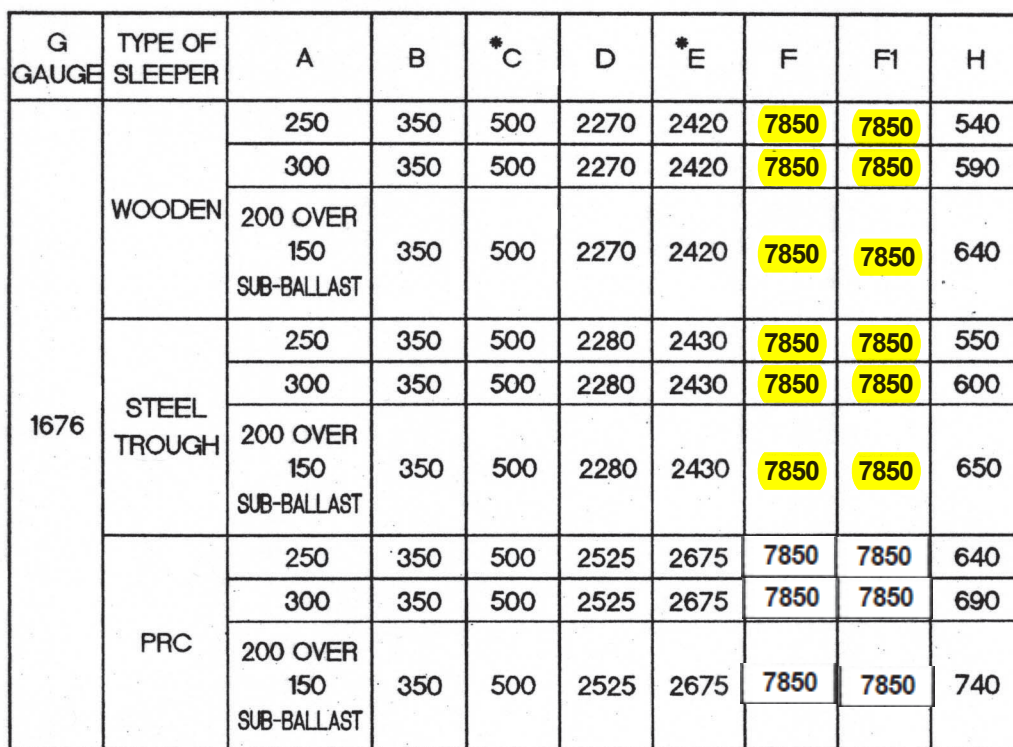 G GAUGE TYPE OF SLEEPER A B *C D *E F F1 H
1676 WOODEN 250 350 500 2270 2420 7850 7850 540
300 350 500 2270 2420 7850 7850 590
200 OVER 150 SUB-BALLAST 350 500 2270 2420 7850 7850 640
STEEL TROUGH 250 350 500 2280 2430 7850 7850 550
300 350 500 2280 2430 7850 7850 600
200 OVER 150 SUB-BALLAST 350 500 2280 2430 7850 7850 650
PRC 250 350 500 2525 2675 7850 7850 640
300 350 500 2525 2675 7850 7850 690
200 OVER 150 SUB-BALLAST 350 500 2525 2675 7850 7850 740